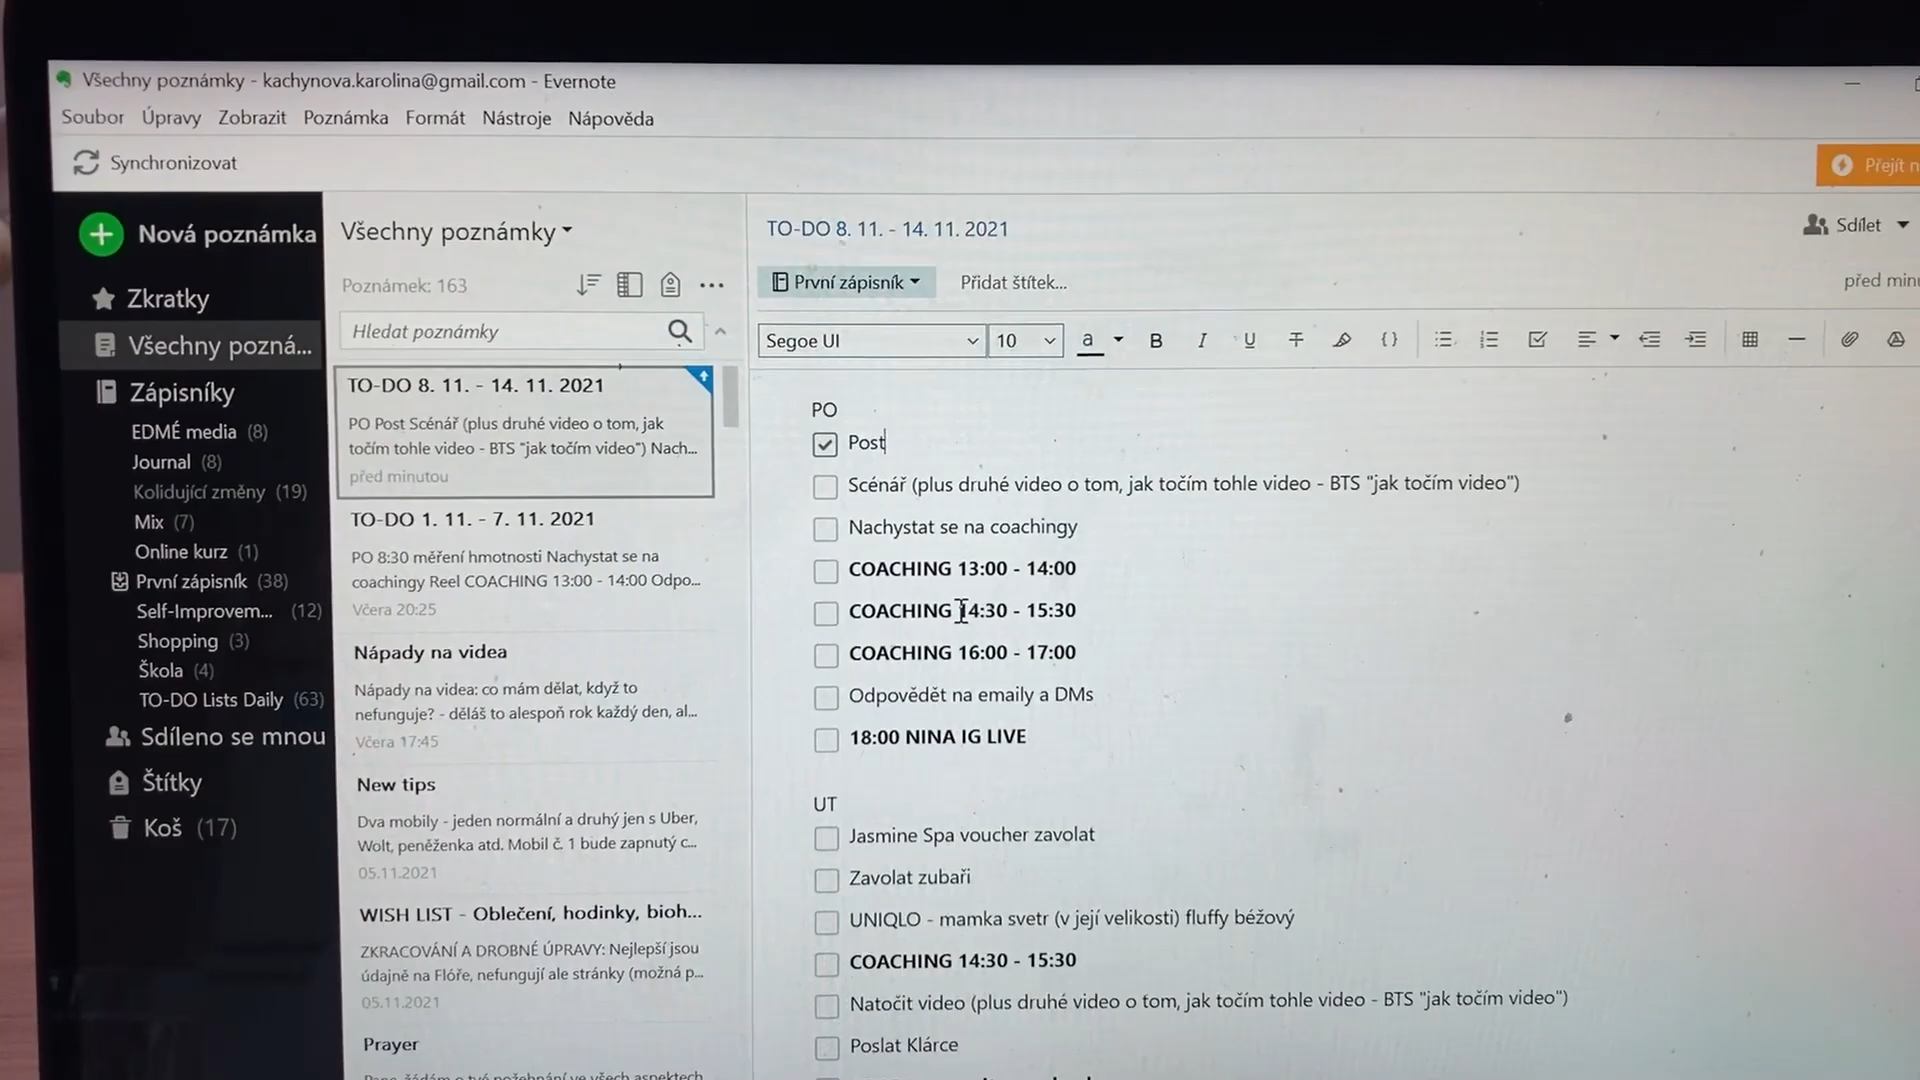 Všechny poznámky - kachynova.karolina@gmail.com - Evernote
Soubor Úpravy Zobrazit Poznámka Formát Nástroje Nápověda
Synchronizovat
Přejít n
Nová poznámka
Zkratky
Všechny pozná...
Zápisníky
EDMÉ media (8)
Journal (8)
Kolidující změny (19)
Mix (7)
Online kurz (1)
První zápisník (38)
Self-Improvem... (12)
Shopping (3)
Škola (4)
TO-DO Lists Daily (63)
Sdíleno se mnou
Štítky
Koš (17)
Všechny poznámky
Poznámek: 163
Hledat poznámky
TO-DO 8. 11. - 14. 11. 2021
PO Post Scénář (plus druhé video o tom, jak
točím tohle video - BTS "jak točím video") Nach...
před minutou
TO-DO 1. 11. - 7. 11. 2021
PO 8:30 měření hmotnosti Nachystat se na
coachingy Reel COACHING 13:00 - 14:00 Odpo...
Včera 20:25
Nápady na videa
Nápady na videa: co mám dělat, když to
nefunguje? - děláš to alespoň rok každý den, al...
Včera 17:45
New tips
Dva mobily - jeden normální a druhý jen s Uber,
Wolt, peněženka atd. Mobil č. 1 bude zapnutý c...
05.11.2021
WISH LIST - Oblečení, hodinky, bioh...
ZKRACOVÁNÍ A DROBNÉ ÚPRAVY: Nejlepší jsou
údajně na Flóře, nefungují ale stránky (možná p...
05.11.2021
Prayer
TO-DO 8. 11. - 14. 11. 2021
Sdílet
První zápisník Přidat štítek...
před minu
Segoe UI 10 a B I U T {}
PO
Post
Scénář (plus druhé video o tom, jak točím tohle video - BTS "jak točím video")
Nachystat se na coachingy
COACHING 13:00 - 14:00
COACHING 14:30 - 15:30
COACHING 16:00 - 17:00
Odpovědět na emaily a DMs
18:00 NINA IG LIVE
UT
Jasmine Spa voucher zavolat
Zavolat zubaři
UNIQLO - mamka svetr (v její velikosti) fluffy béžový
COACHING 14:30 - 15:30
Natočit video (plus druhé video o tom, jak točím tohle video - BTS "jak točím video")
Poslat Klárce